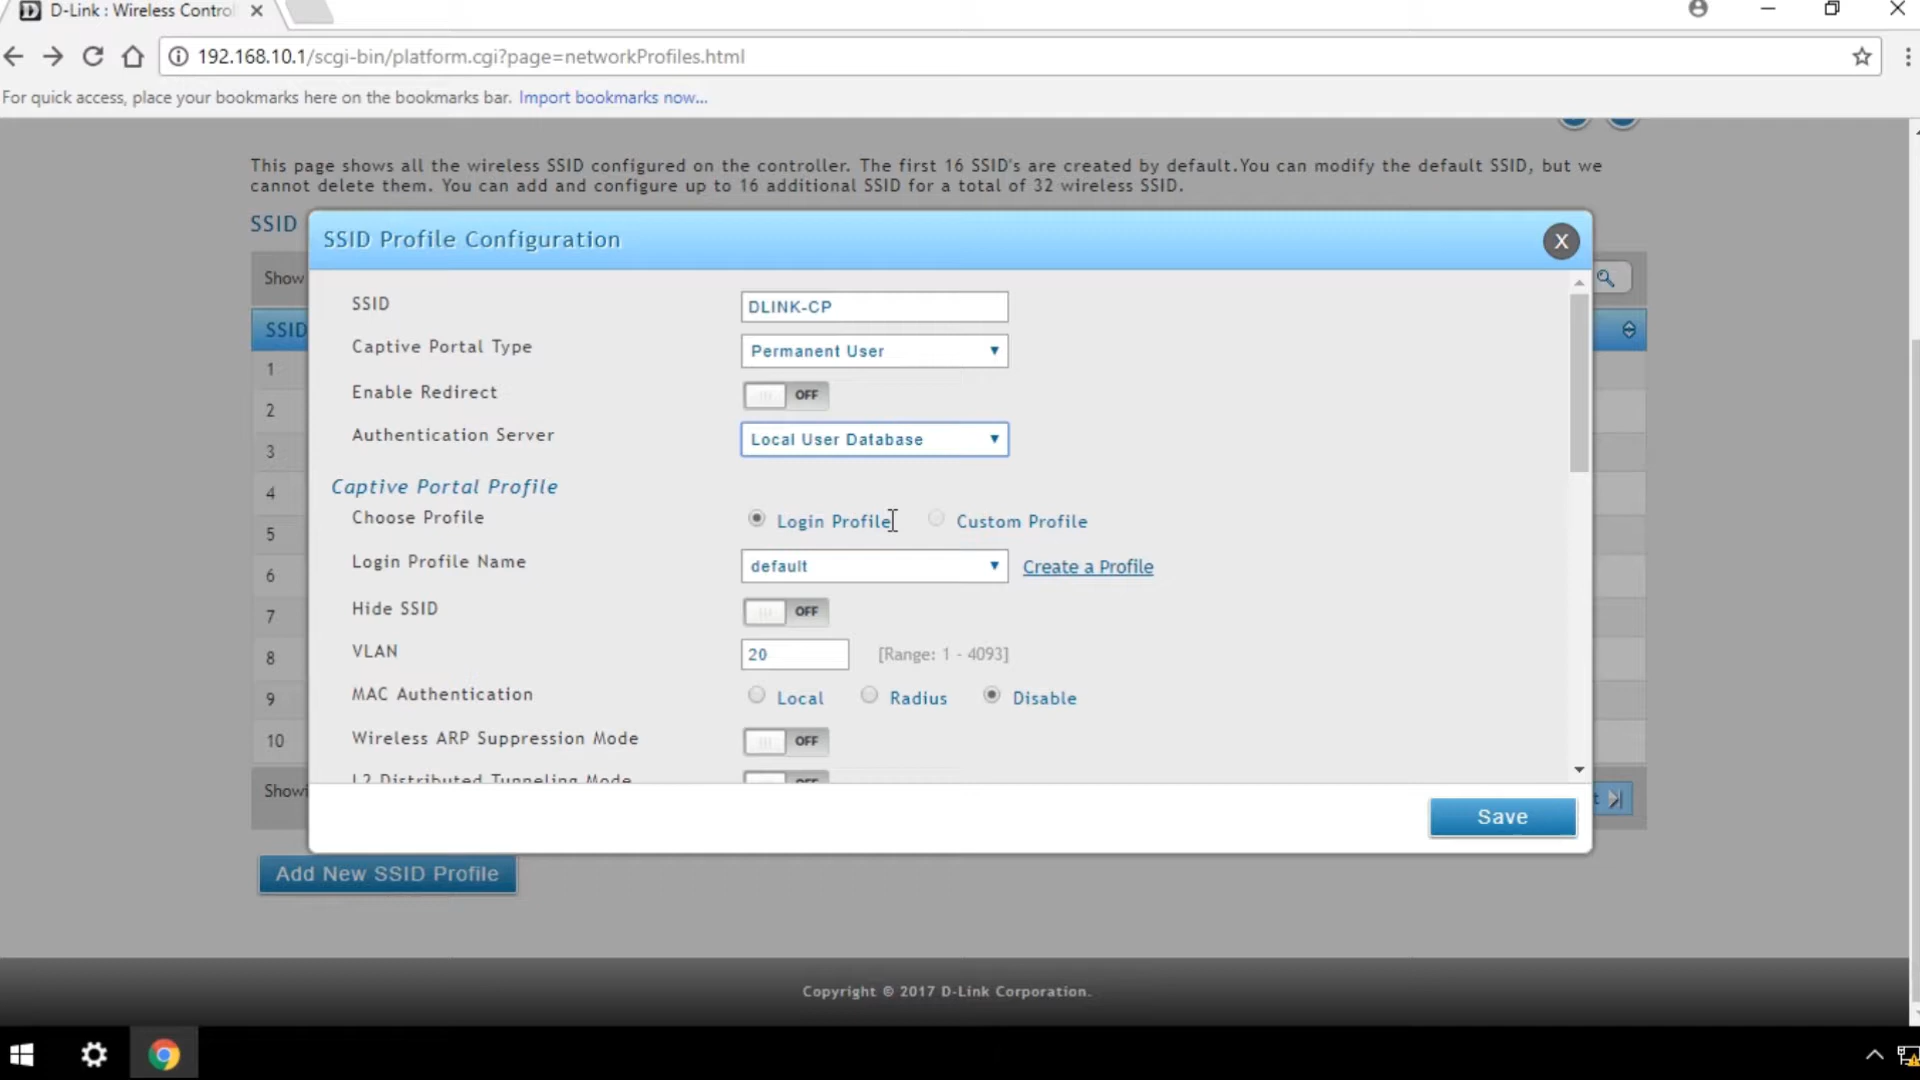 D-Link : Wireless Control
192.168.10.1/scgi-bin/platform.cgi?page=networkProfiles.html
For quick access, place your bookmarks here on the bookmarks bar. Import bookmarks now...
This page shows all the wireless SSID configured on the controller. The first 16 SSID's are created by default.You can modify the default SSID, but we
cannot delete them. You can add and configure up to 16 additional SSID for a total of 32 wireless SSID.
SSID
SSID Profile Configuration
X
Show
SSID
SSID DLINK-CP
Captive Portal Type Permanent User
Enable Redirect OFF
Authentication Server Local User Database
Captive Portal Profile
Choose Profile Login Profile Custom Profile
Login Profile Name default Create a Profile
Hide SSID OFF
VLAN 20 [Range: 1 - 4093]
MAC Authentication Local Radius Disable
Wireless ARP Suppression Mode OFF
L2 Distributed Tunneling Mode OFF
1
2
3
4
5
6
7
8
9
10
Save
Add New SSID Profile
Copyright © 2017 D-Link Corporation.